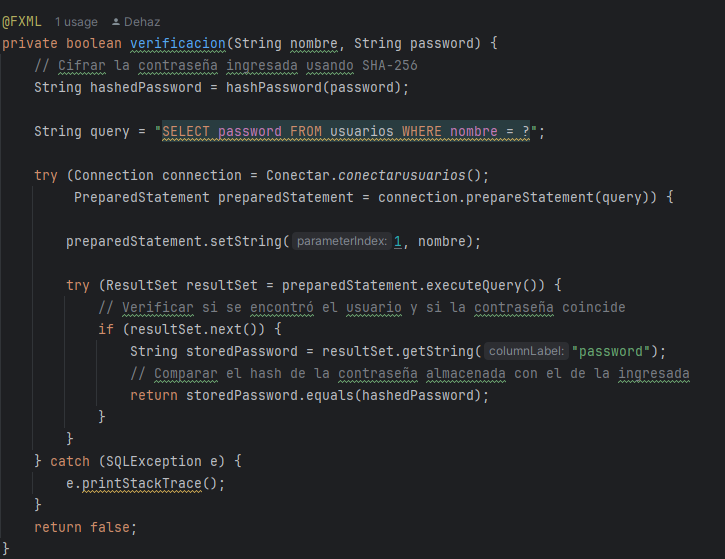 @FXML 1 usage Dehaz
private boolean verificacion(String nombre, String password) {
// Cifrar la contraseña ingresada usando SHA-256
String hashedPassword = hashPassword(password);
String query = "SELECT password FROM usuarios WHERE nombre = ?";
try (Connection connection = Conectar.conectarusuarios();
PreparedStatement preparedStatement = connection.prepareStatement(query)) {
preparedStatement.setString( parameterIndex: 1, nombre);
try (ResultSet resultSet = preparedStatement.executeQuery()) {
// Verificar si se encontró el usuario y si la contraseña coincide
if (resultSet.next()) {
String storedPassword = resultSet.getString( columnLabel: "password");
// Comparar el hash de la contraseña almacenada con el de la ingresada
return storedPassword.equals(hashedPassword);
}
}
} catch (SQLException e) {
e.printStackTrace();
}
return false;
}